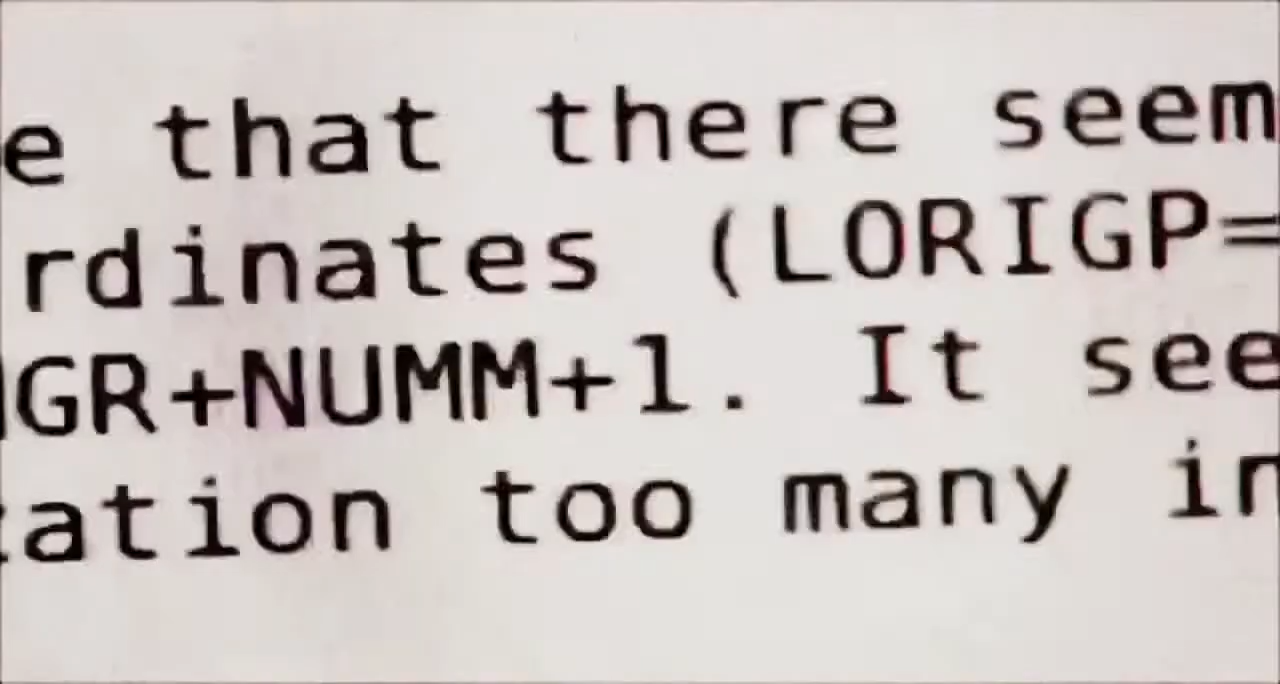 e that there seem
rdinates (LORIGP=
GR+NUMM+1. It see
ation too many in